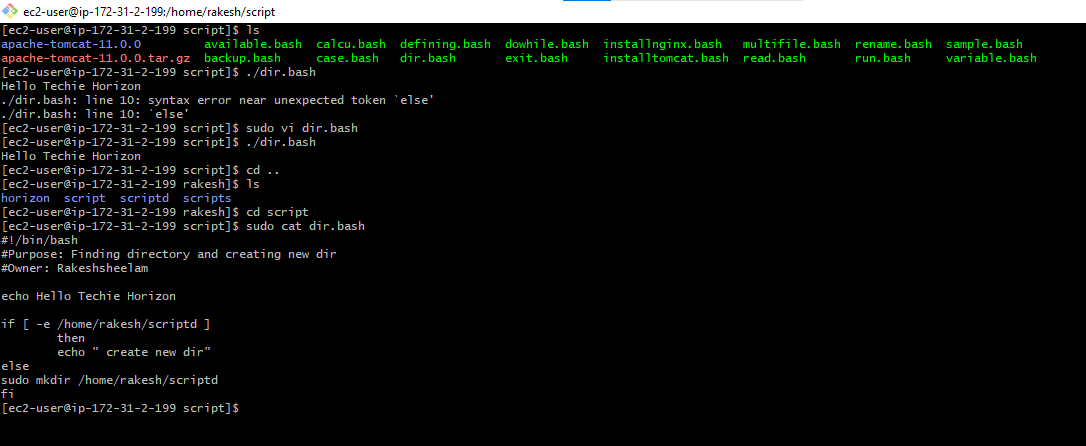 ec2-user@ip-172-31-2-199:/home/rakesh/script
[ec2-user@ip-172-31-2-199 script]$ ls
apache-tomcat-11.0.0 available.bash calcu.bash defining.bash dowhile.bash installnginx.bash multifile.bash rename.bash sample.bash
apache-tomcat-11.0.0.tar.gz backup.bash case.bash dir.bash exit.bash installtomcat.bash read.bash run.bash variable.bash
[ec2-user@ip-172-31-2-199 script]$ ./dir.bash
Hello Techie Horizon
./dir.bash: line 10: syntax error near unexpected token `else'
./dir.bash: line 10: `else'
[ec2-user@ip-172-31-2-199 script]$ sudo vi dir.bash
[ec2-user@ip-172-31-2-199 script]$ ./dir.bash
Hello Techie Horizon
[ec2-user@ip-172-31-2-199 script]$ cd ..
[ec2-user@ip-172-31-2-199 rakesh]$ ls
horizon script scriptd scripts
[ec2-user@ip-172-31-2-199 rakesh]$ cd script
[ec2-user@ip-172-31-2-199 script]$ sudo cat dir.bash
#!/bin/bash
#Purpose: Finding directory and creating new dir
#Owner: Rakeshsheelam
echo Hello Techie Horizon
if [ -e /home/rakesh/scriptd ]
then
echo " create new dir"
else
sudo mkdir /home/rakesh/scriptd
fi
[ec2-user@ip-172-31-2-199 script]$